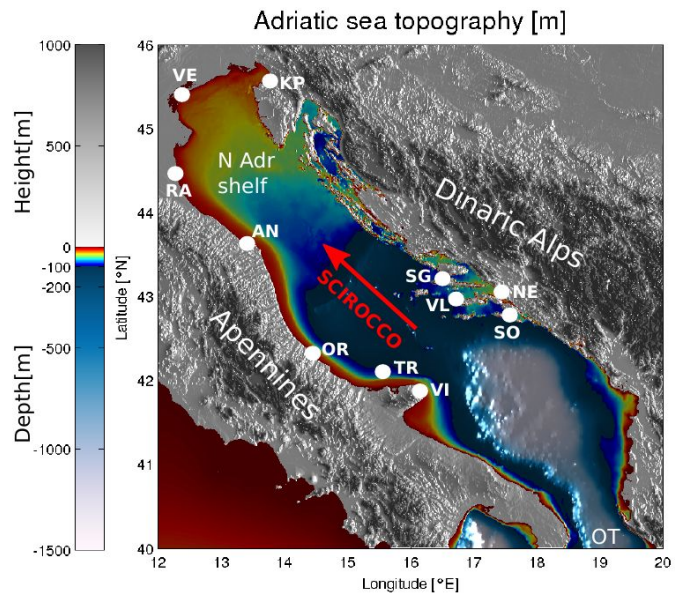 Adriatic sea topography [m]
1000
500
0
-100
-500
-1000
-1500
Height[m]
Depth[m]
46
45
44
43
42
41
40
Latitude [°N]
VE
KP
N Adr
shelf
RA
AN
Dinaric Alps
SG
NE
VL
SO
SCIROCCO
Apennines
OR
TR
VI
OT
12 13 14 15 16 17 18 19 20
Longitude [°E]